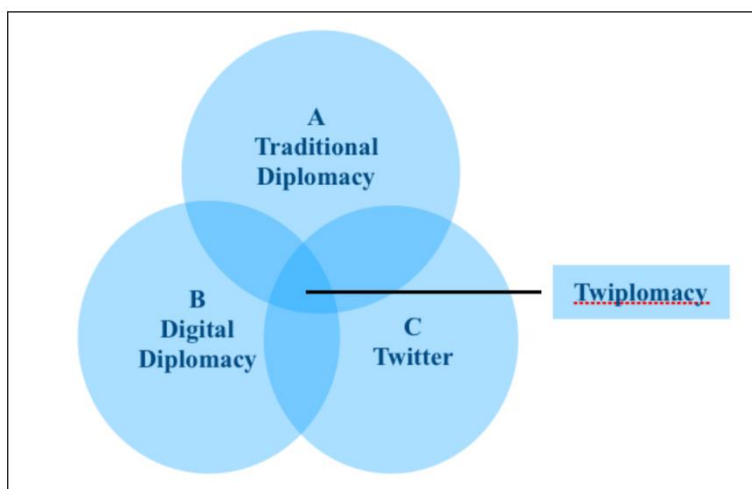 A
Traditional
Diplomacy
B
Digital
Diplomacy
C
Twitter
Twiplomacy